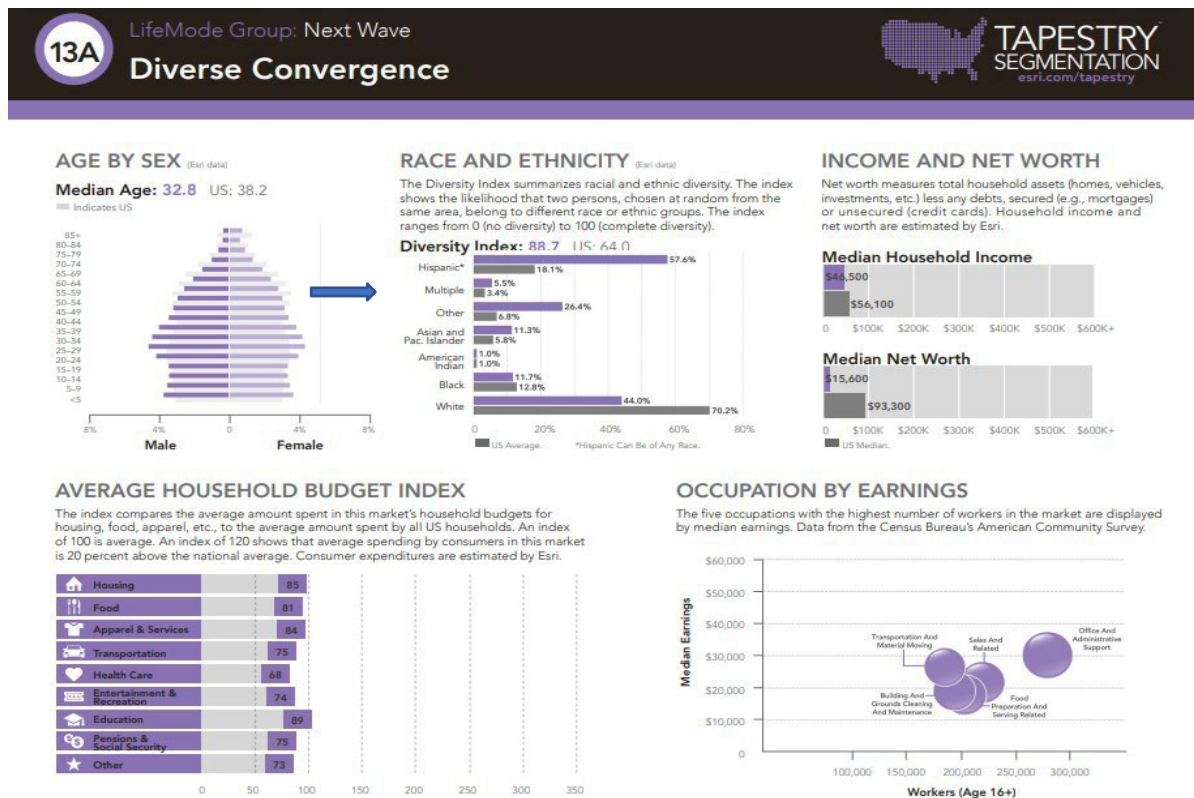 13A
LifeMode Group: Next Wave
Diverse Convergence
TAPESTRY
SEGMENTATION
esri.com/tapestry
AGE BY SEX (Esri data)
Median Age: 32.8 US: 38.2
Indicates US
85+
80–84
75–79
70–74
65–69
60–64
55–59
50–54
45–49
40–44
35–39
30–34
25–29
20–24
15–19
10–14
5–9
<5
8% 4% 0 4% 8%
Male Female
RACE AND ETHNICITY (Esri data)
The Diversity Index summarizes racial and ethnic diversity. The index
shows the likelihood that two persons, chosen at random from the
same area, belong to different race or ethnic groups. The index
ranges from 0 (no diversity) to 100 (complete diversity).
Diversity Index: 88.7 US: 64.0
Hispanic* 57.6%
18.1%
Multiple 5.5%
3.4%
Other 26.4%
6.8%
Asian and
Pac. Islander
11.3%
5.8%
American
Indian
1.0%
1.0%
Black 11.7%
12.8%
White 44.0%
70.2%
0 20% 40% 60% 80%
US Average. *Hispanic Can Be of Any Race.
INCOME AND NET WORTH
Net worth measures total household assets (homes, vehicles,
investments, etc.) less any debts, secured (e.g., mortgages)
or unsecured (credit cards). Household income and
net worth are estimated by Esri.
Median Household Income
$46,500
$56,100
0 $100K $200K $300K $400K $500K $600K+
Median Net Worth
$15,600
$93,300
0 $100K $200K $300K $400K $500K $600K+
US Median.
AVERAGE HOUSEHOLD BUDGET INDEX
The index compares the average amount spent in this market's household budgets for
housing, food, apparel, etc., to the average amount spent by all US households. An index
of 100 is average. An index of 120 shows that average spending by consumers in this market
is 20 percent above the national average. Consumer expenditures are estimated by Esri.
Housing 85
Food 81
Apparel & Services 84
Transportation 75
Health Care 68
Entertainment &
Recreation 74
Education 89
Pensions &
Social Security 75
Other 73
0 50 100 150 200 250 300 350
OCCUPATION BY EARNINGS
The five occupations with the highest number of workers in the market are displayed
by median earnings. Data from the Census Bureau's American Community Survey.
$60,000
$50,000
$40,000
$30,000
$20,000
$10,000
0
Median Earnings
Transportation And
Material Moving
Sales And
Related
Office And
Administrative
Support
Building And
Grounds Cleaning
And Maintenance
Food
Preparation And
Serving Related
100,000 150,000 200,000 250,000 300,000
Workers (Age 16+)